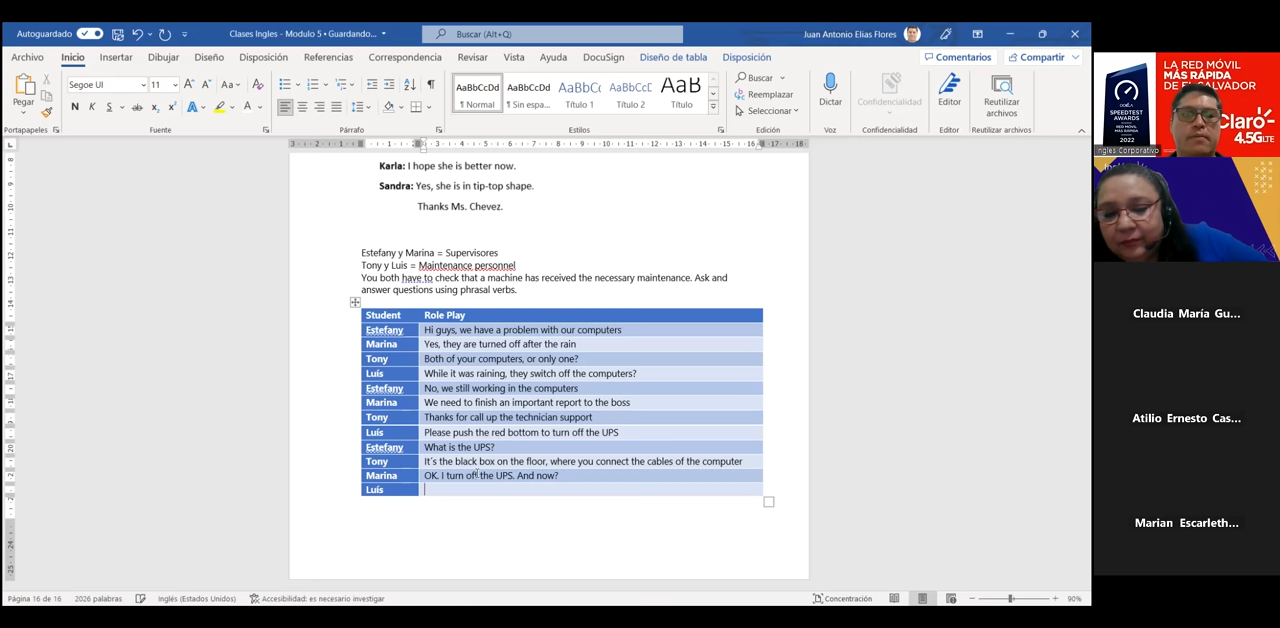 Autoguardado
Clases Ingles - Modulo 5 • Guardando...
Buscar (Alt+Q)
Juan Antonio Elias Flores
Archivo Inicio Insertar Dibujar Diseño Disposición Referencias Correspondencia Revisar Vista Ayuda DocuSign Diseño de tabla Disposición
Comentarios Compartir
Pegar
Segoe UI 11
N K S
AaBbCcDd AaBbCcDd AaBbCc AaBbCcD AaB
¶ Normal ¶ Sin espa... Título 1 Título 2 Título
Buscar
Reemplazar
Seleccionar
Dictar
Confidencialidad
Editor
Reutilizar archivos
Portapapeles Fuente Párrafo Estilos Edición Voz Confidencialidad Editor Reutilizar archivos
Karla: I hope she is better now.
Sandra: Yes, she is in tip-top shape.
Thanks Ms. Chevez.
Estefany y Marina = Supervisores
Tony y Luis = Maintenance personnel
You both have to check that a machine has received the necessary maintenance. Ask and
answer questions using phrasal verbs.
Student Role Play
Estefany Hi guys, we have a problem with our computers
Marina Yes, they are turned off after the rain
Tony Both of your computers, or only one?
Luis While it was raining, they switch off the computers?
Estefany No, we still working in the computers
Marina We need to finish an important report to the boss
Tony Thanks for call up the technician support
Luis Please push the red bottom to turn off the UPS
Estefany What is the UPS?
Tony It's the black box on the floor, where you connect the cables of the computer
Marina OK. I turn off the UPS. And now?
Luis
Página 16 de 16 2026 palabras Inglés (Estados Unidos) Accesibilidad: es necesario investigar
Concentración
90%
LA RED MÓVIL
MÁS RÁPIDA
DE EL SALVADOR
SPEEDTEST
AWARDS
2022
Claro
4.5G LTE
Ingles Corporativo
Claudia María Gu...
Atilio Ernesto Cas...
Marian Escarleth...